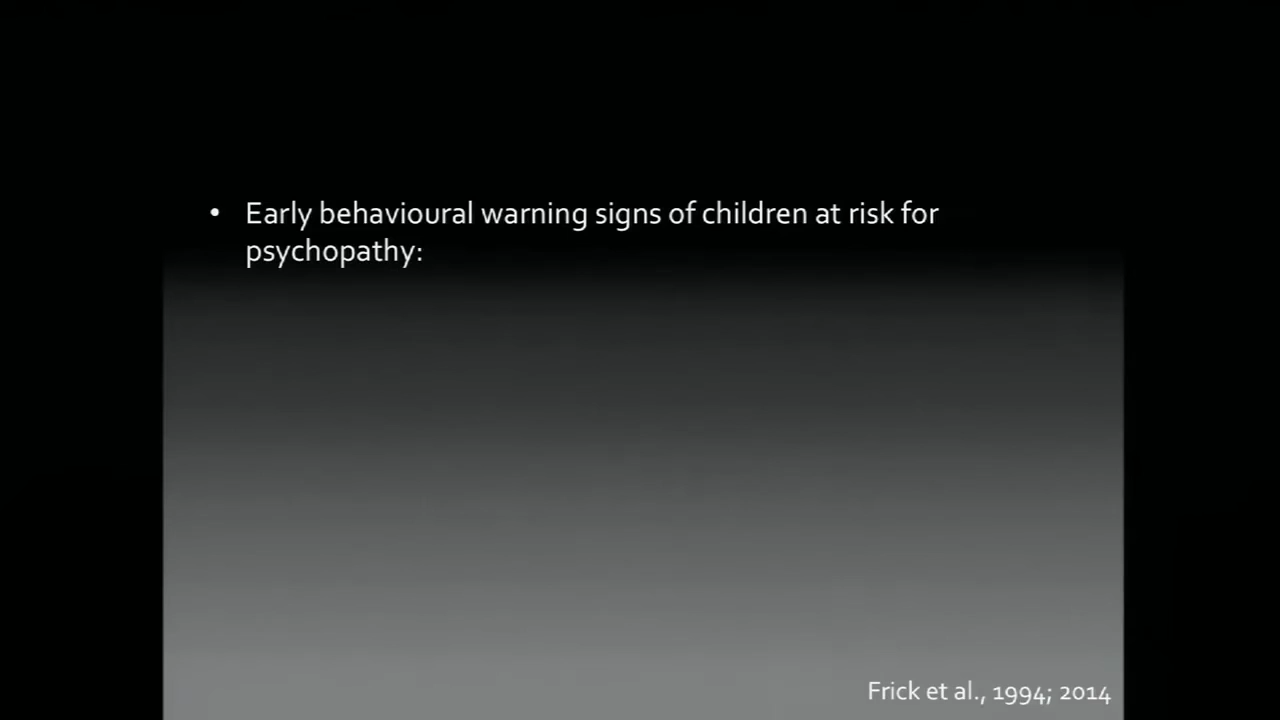 • Early behavioural warning signs of children at risk for
psychopathy:
Frick et al., 1994; 2014